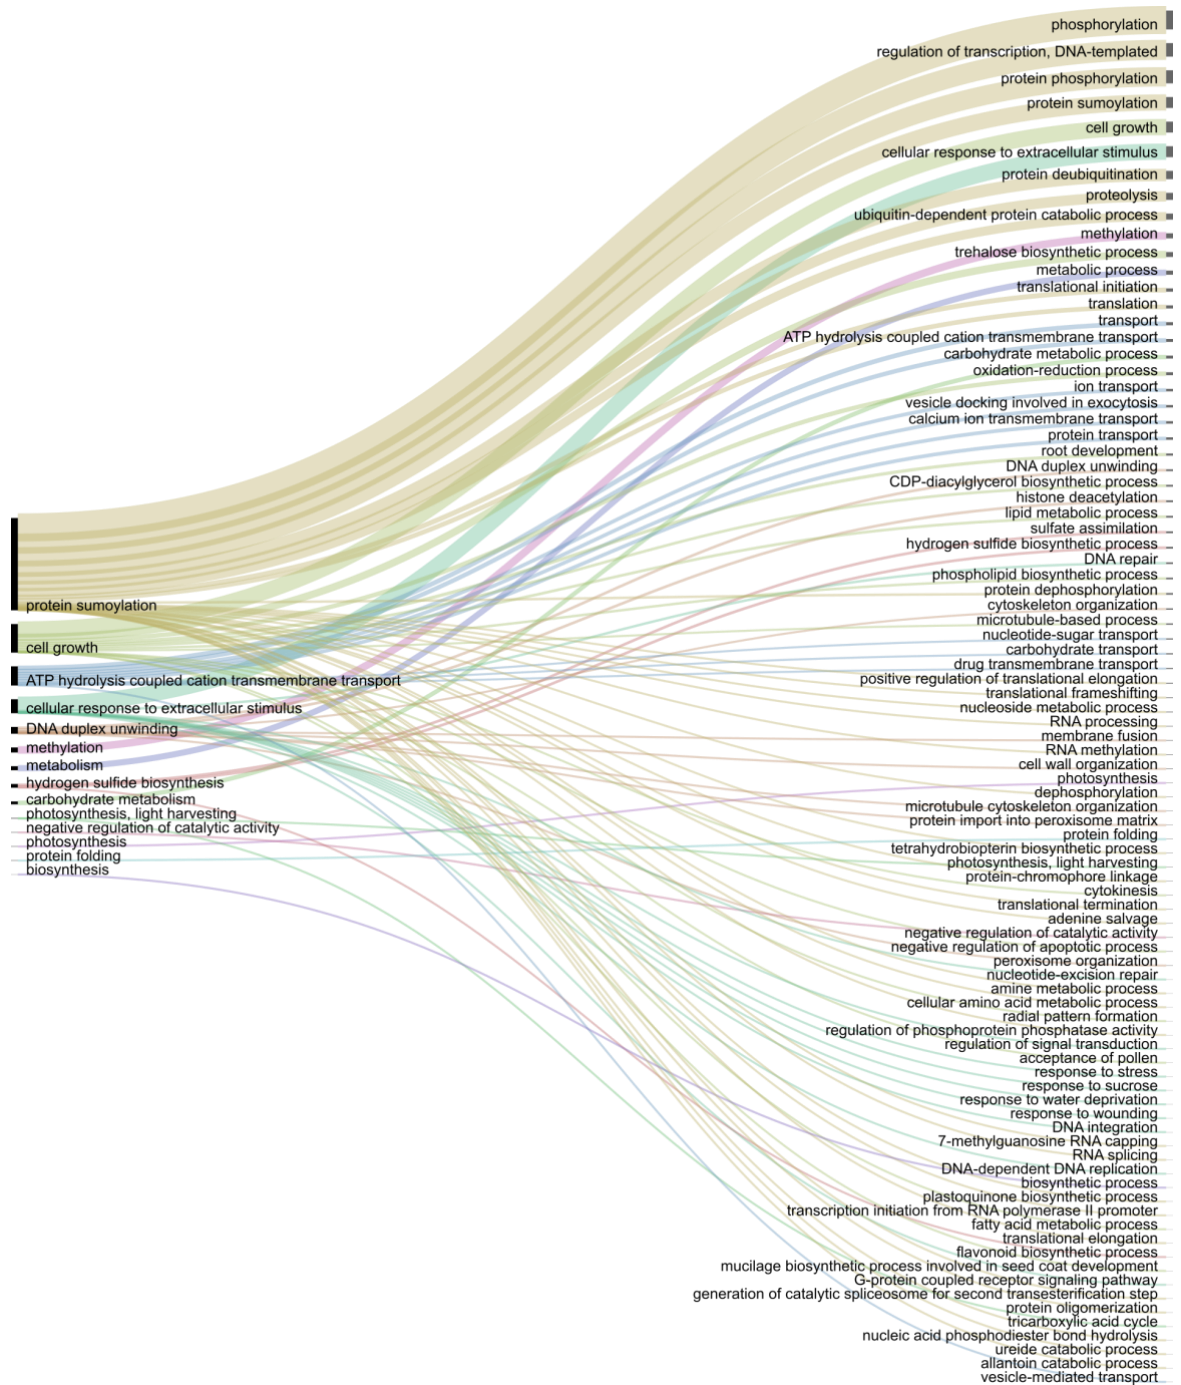 protein sumoylation
cell growth
ATP hydrolysis coupled cation transmembrane transport
cellular response to extracellular stimulus
DNA duplex unwinding
methylation
metabolism
hydrogen sulfide biosynthesis
carbohydrate metabolism
photosynthesis, light harvesting
negative regulation of catalytic activity
photosynthesis
protein folding
biosynthesis
phosphorylation
regulation of transcription, DNA-templated
protein phosphorylation
protein sumoylation
cell growth
cellular response to extracellular stimulus
protein deubiquitination
proteolysis
ubiquitin-dependent protein catabolic process
methylation
trehalose biosynthetic process
metabolic process
translational initiation
translation
transport
ATP hydrolysis coupled cation transmembrane transport
carbohydrate metabolic process
oxidation-reduction process
ion transport
vesicle docking involved in exocytosis
calcium ion transmembrane transport
protein transport
root development
DNA duplex unwinding
CDP-diacylglycerol biosynthetic process
histone deacetylation
lipid metabolic process
sulfate assimilation
hydrogen sulfide biosynthetic process
DNA repair
phospholipid biosynthetic process
protein dephosphorylation
cytoskeleton organization
microtubule-based process
nucleotide-sugar transport
carbohydrate transport
drug transmembrane transport
positive regulation of translational elongation
translational frameshifting
nucleoside metabolic process
RNA processing
membrane fusion
RNA methylation
cell wall organization
photosynthesis
dephosphorylation
microtubule cytoskeleton organization
protein import into peroxisome matrix
protein folding
tetrahydrobiopterin biosynthetic process
photosynthesis, light harvesting
protein-chromophore linkage
cytokinesis
translational termination
adenine salvage
negative regulation of catalytic activity
negative regulation of apoptotic process
peroxisome organization
nucleotide-excision repair
amine metabolic process
cellular amino acid metabolic process
radial pattern formation
regulation of phosphoprotein phosphatase activity
regulation of signal transduction
acceptance of pollen
response to stress
response to sucrose
response to water deprivation
response to wounding
DNA integration
7-methylguanosine RNA capping
RNA splicing
DNA-dependent DNA replication
biosynthetic process
plastoquinone biosynthetic process
transcription initiation from RNA polymerase II promoter
fatty acid metabolic process
translational elongation
flavonoid biosynthetic process
mucilage biosynthetic process involved in seed coat development
G-protein coupled receptor signaling pathway
generation of catalytic spliceosome for second transesterification step
protein oligomerization
tricarboxylic acid cycle
nucleic acid phosphodiester bond hydrolysis
ureide catabolic process
allantoin catabolic process
vesicle-mediated transport